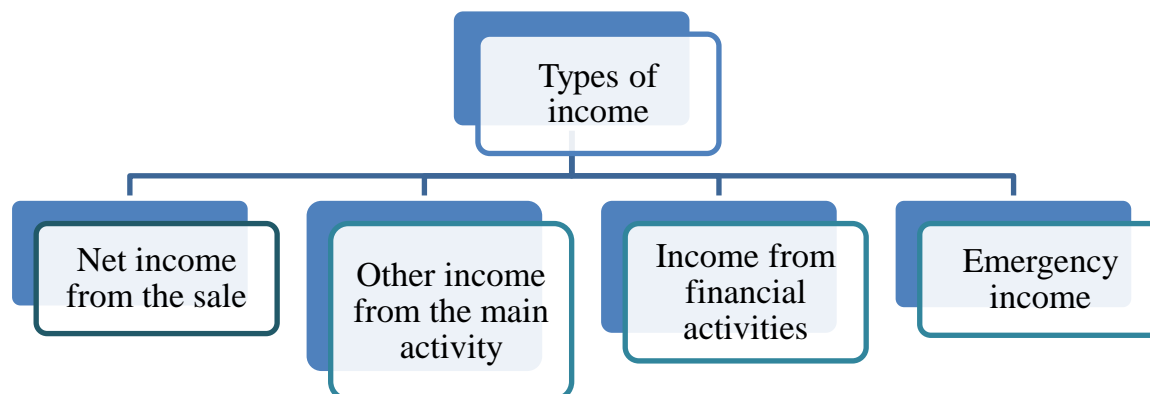 Types of
income
Net income
from the sale
Other income
from the main
activity
Income from
financial
activities
Emergency
income